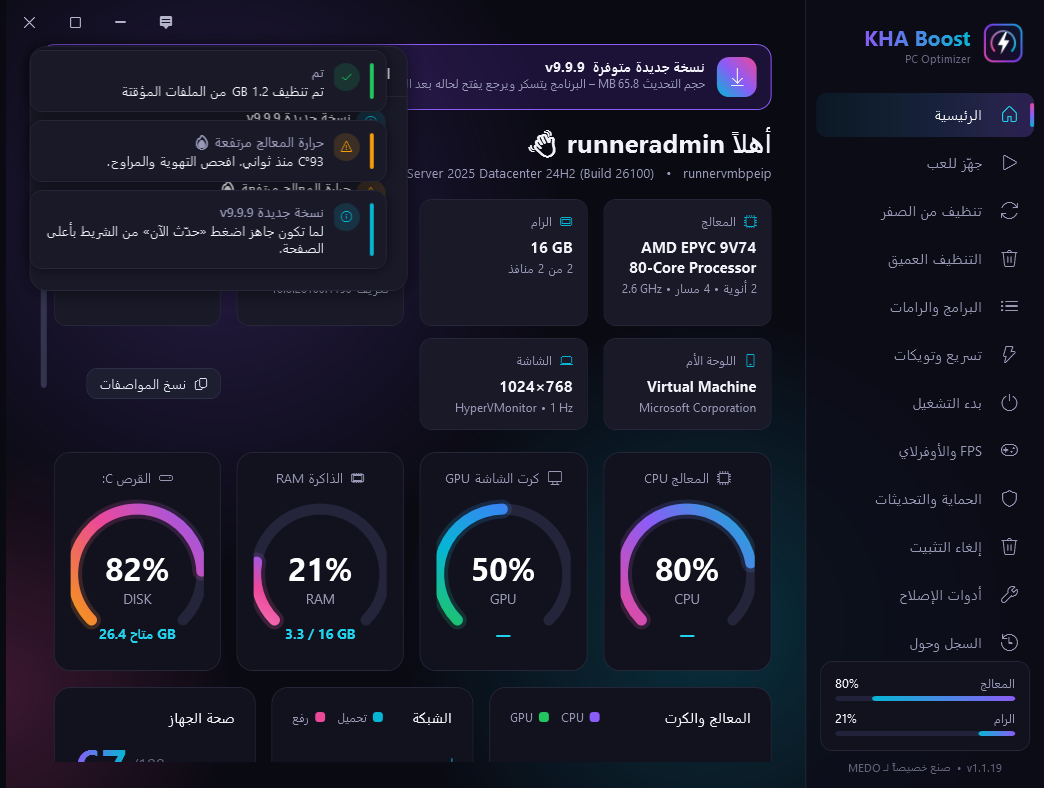 KHA Boost
PC Optimizer
الرئيسية
جهّز للعب
تنظيف من الصفر
التنظيف العميق
البرامج والرامات
تسريع وتويكات
بدء التشغيل
FPS والأوفرلاي
الحماية والتحديثات
إلغاء التثبيت
أدوات الإصلاح
السجل وحول
المعالج 80%
الرام 21%
v1.1.19 • صنع خصيصاً لـ MEDO
نسخة جديدة متوفرة v9.9.9
حجم التحديث 65.8 MB – البرنامج يتسكر ويرجع يفتح لحاله بعد
تم
تم تنظيف 1.2 GB من الملفات المؤقتة
نسخة جديدة v9.9.9
حرارة المعالج مرتفعة
93°C منذ ثواني. افحص التهوية والمراوح.
حرارة المعالج مرتفعة
نسخة جديدة v9.9.9
لما تكون جاهز اضغط «حدّث الآن» من الشريط بأعلى
الصفحة.
أهلاً runneradmin
runnervmbpeip • Server 2025 Datacenter 24H2 (Build 26100)
المعالج
AMD EPYC 9V74
80-Core Processor
2 أنوية • 4 مسار • 2.6 GHz
الرام
16 GB
2 من 2 منافذ
اللوحة الأم
Virtual Machine
Microsoft Corporation
الشاشة
1024×768
HyperVMonitor • 1 Hz
نسخ المواصفات
المعالج CPU
80%
CPU
—
كرت الشاشة GPU
50%
GPU
—
الذاكرة RAM
21%
RAM
3.3 / 16 GB
القرص C:
82%
DISK
26.4 متاح GB
المعالج والكرت
CPU
GPU
الشبكة
تحميل
رفع
صحة الجهاز